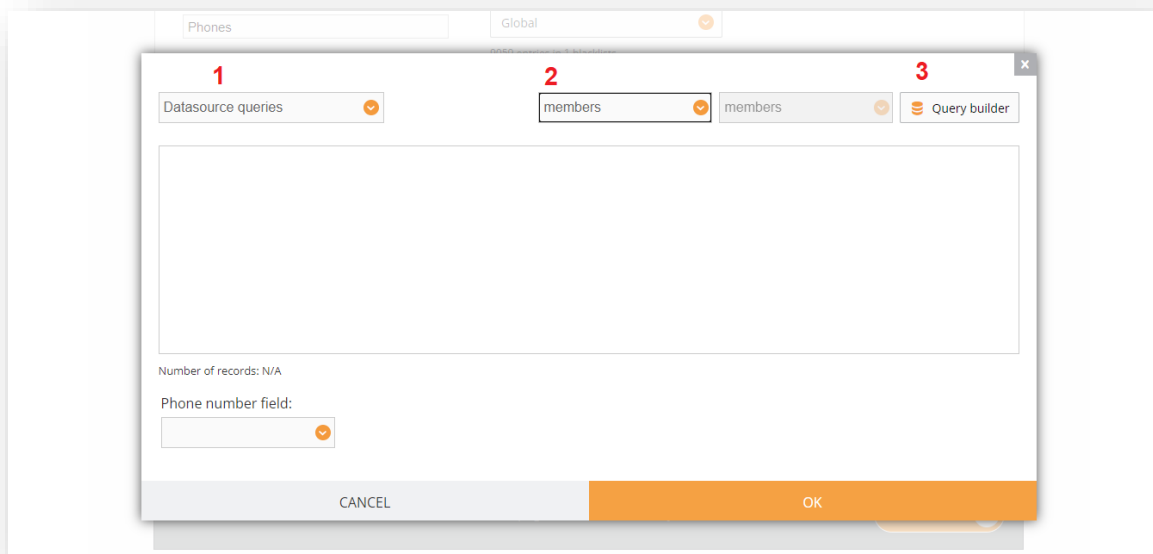 Phones
Global
x
1
2
3
Datasource queries
members
members
Query builder
Number of records: N/A
Phone number field:
CANCEL
OK